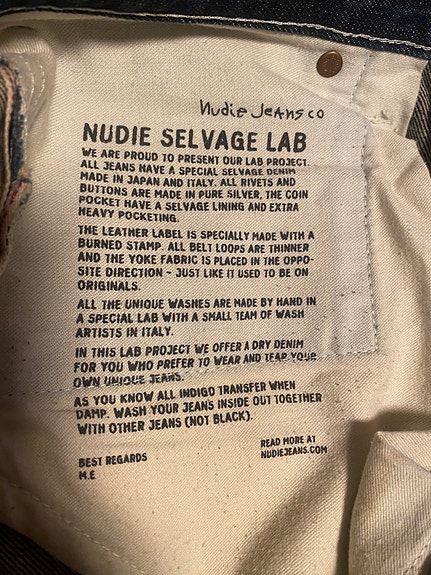 Nudie Jeans co
NUDIE SELVAGE LAB
WE ARE PROUD TO PRESENT OUR LAB PROJECT.
ALL JEANS HAVE A SPECIAL SELVAGE DENIM
MADE IN JAPAN AND ITALY. ALL RIVETS AND
BUTTONS ARE MADE IN PURE SILVER, THE COIN
POCKET HAVE A SELVAGE LINING AND EXTRA
HEAVY POCKETING.
THE LEATHER LABEL IS SPECIALLY MADE WITH A
BURNED STAMP. ALL BELT LOOPS ARE THINNER
AND THE YOKE FABRIC IS PLACED IN THE OPPO-
SITE DIRECTION - JUST LIKE IT USED TO BE ON
ORIGINALS.
ALL THE UNIQUE WASHES ARE MADE BY HAND IN
A SPECIAL LAB WITH A SMALL TEAM OF WASH
ARTISTS IN ITALY.
IN THIS LAB PROJECT WE OFFER A DRY DENIM
FOR YOU WHO PREFER TO WEAR AND TEAR YOUR
OWN UNIQUE JEANS.
AS YOU KNOW ALL INDIGO TRANSFER WHEN
DAMP. WASH YOUR JEANS INSIDE OUT TOGETHER
WITH OTHER JEANS (NOT BLACK).
BEST REGARDS
M.E
READ MORE AT
NUDIEJEANS.COM